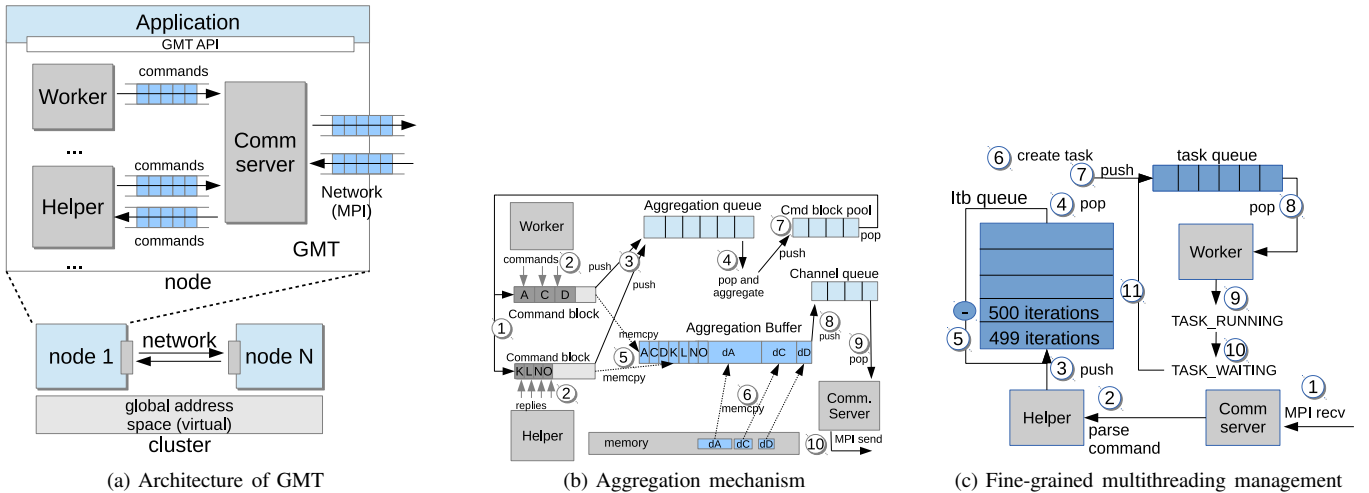 Application
GMT API
commands
Worker
...
Comm
server
commands
Helper
commands
...
Network
(MPI)
GMT
node
node 1
network
node N
global address
space (virtual)
cluster
(a) Architecture of GMT
Worker
Aggregation queue
Cmd block pool
7
pop
commands
2
push
3
push
4
push
pop and
aggregate
Channel queue
A C D
Command block
1
memcpy
Aggregation Buffer
8
push
Command block
5
A C D K L N O dA dC dD
9
pop
K L N O
memcpy
replies
2
6
memcpy
Comm.
Server
Helper
memory
dA dC dD
10
MPI send
(b) Aggregation mechanism
6
create task
7
push
task queue
Itb queue
4
pop
8
pop
Worker
11
-
500 iterations
499 iterations
9
TASK_RUNNING
5
10
TASK_WAITING
3
push
1
MPI recv
2
Helper
parse
command
Comm
server
(c) Fine-grained multithreading management